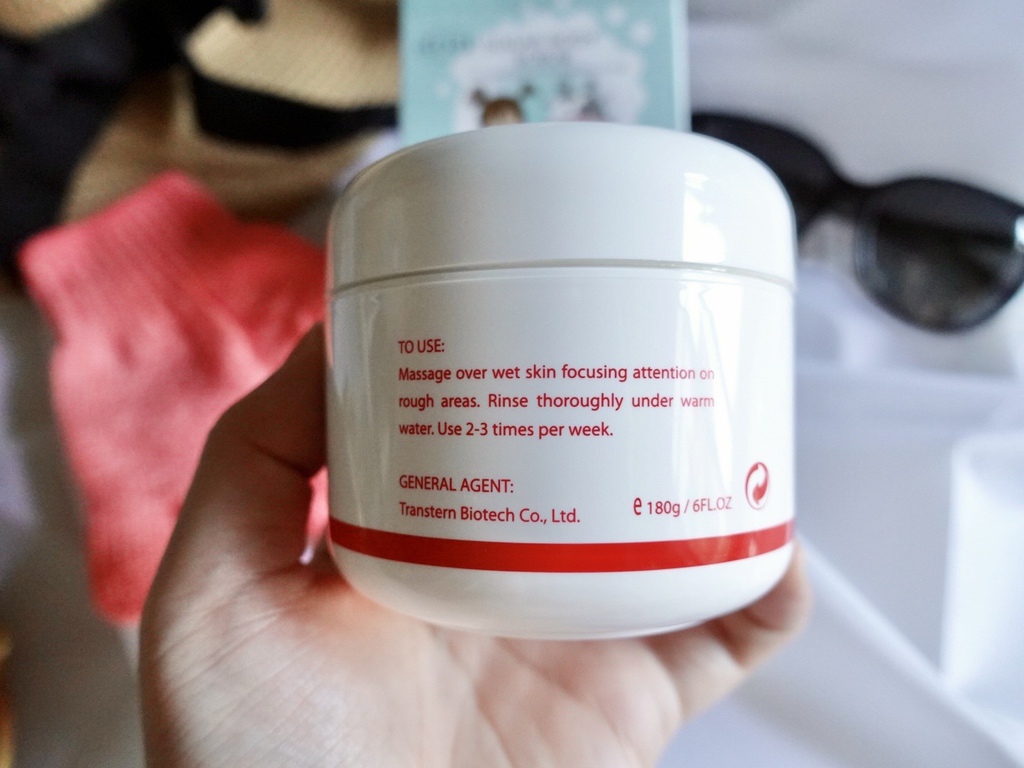 TO USE:
Massage over wet skin focusing attention on
rough areas. Rinse thoroughly under warm
water. Use 2-3 times per week.
GENERAL AGENT:
Transtern Biotech Co., Ltd.
e 180g / 6FL.OZ